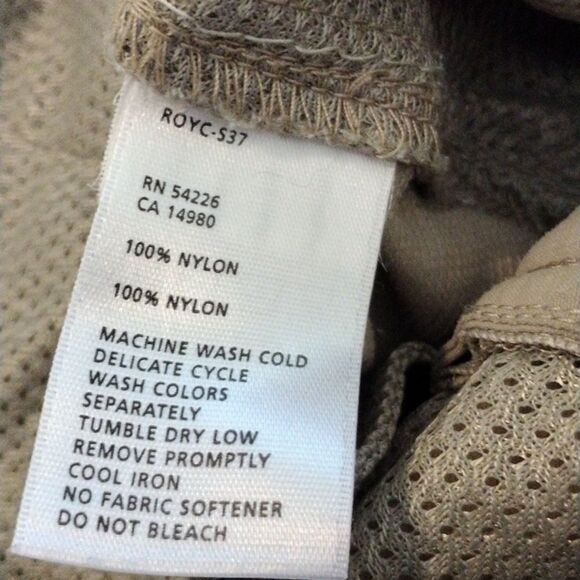 ROYC-S37
RN 54226
CA 14980
100% NYLON
100% NYLON
MACHINE WASH COLD
DELICATE CYCLE
WASH COLORS
SEPARATELY
TUMBLE DRY LOW
REMOVE PROMPTLY
COOL IRON
NO FABRIC SOFTENER
DO NOT BLEACH